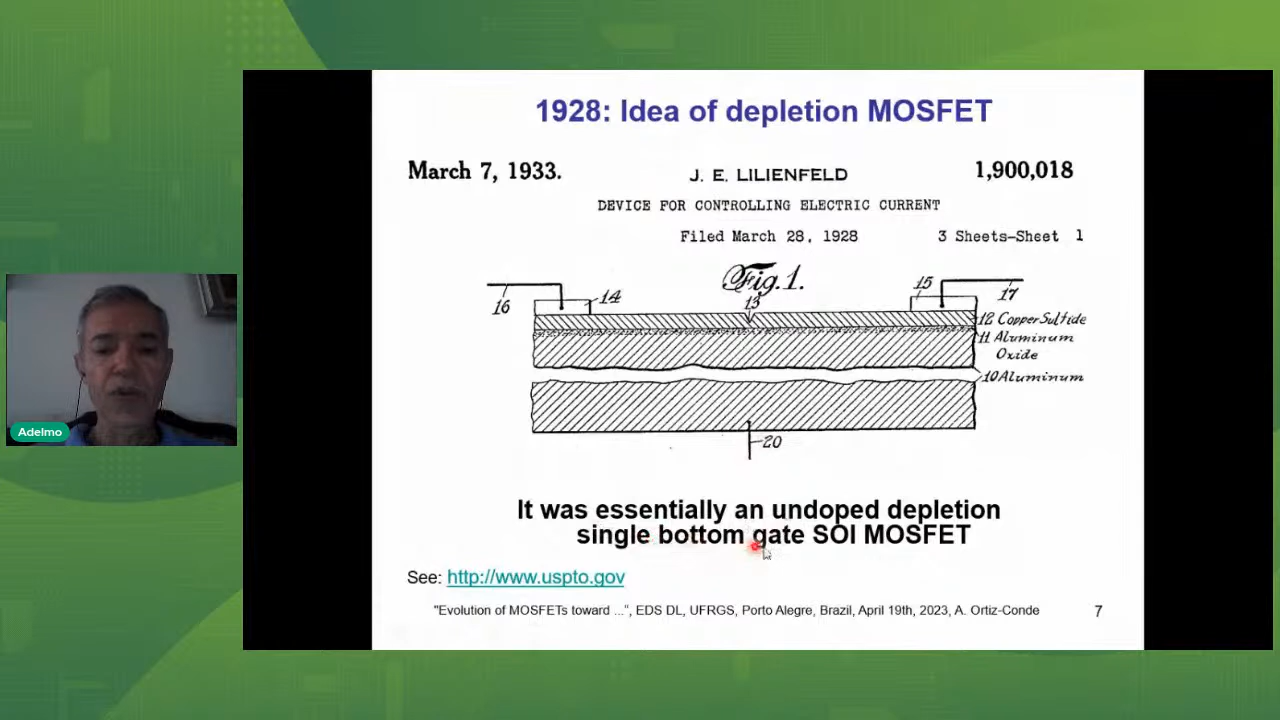 1928: Idea of depletion MOSFET
March 7, 1933.
J. E. LILIENFELD
1,900,018
DEVICE FOR CONTROLLING ELECTRIC CURRENT
Filed March 28, 1928
3 Sheets-Sheet 1
Fig.1.
16
14
13
15
17
12 Copper Sulfide
11 Aluminum
Oxide
10 Aluminum
20
Adelmo
It was essentially an undoped depletion
single bottom gate SOI MOSFET
See: http://www.uspto.gov
"Evolution of MOSFETs toward ...", EDS DL, UFRGS, Porto Alegre, Brazil, April 19th, 2023, A. Ortiz-Conde
7